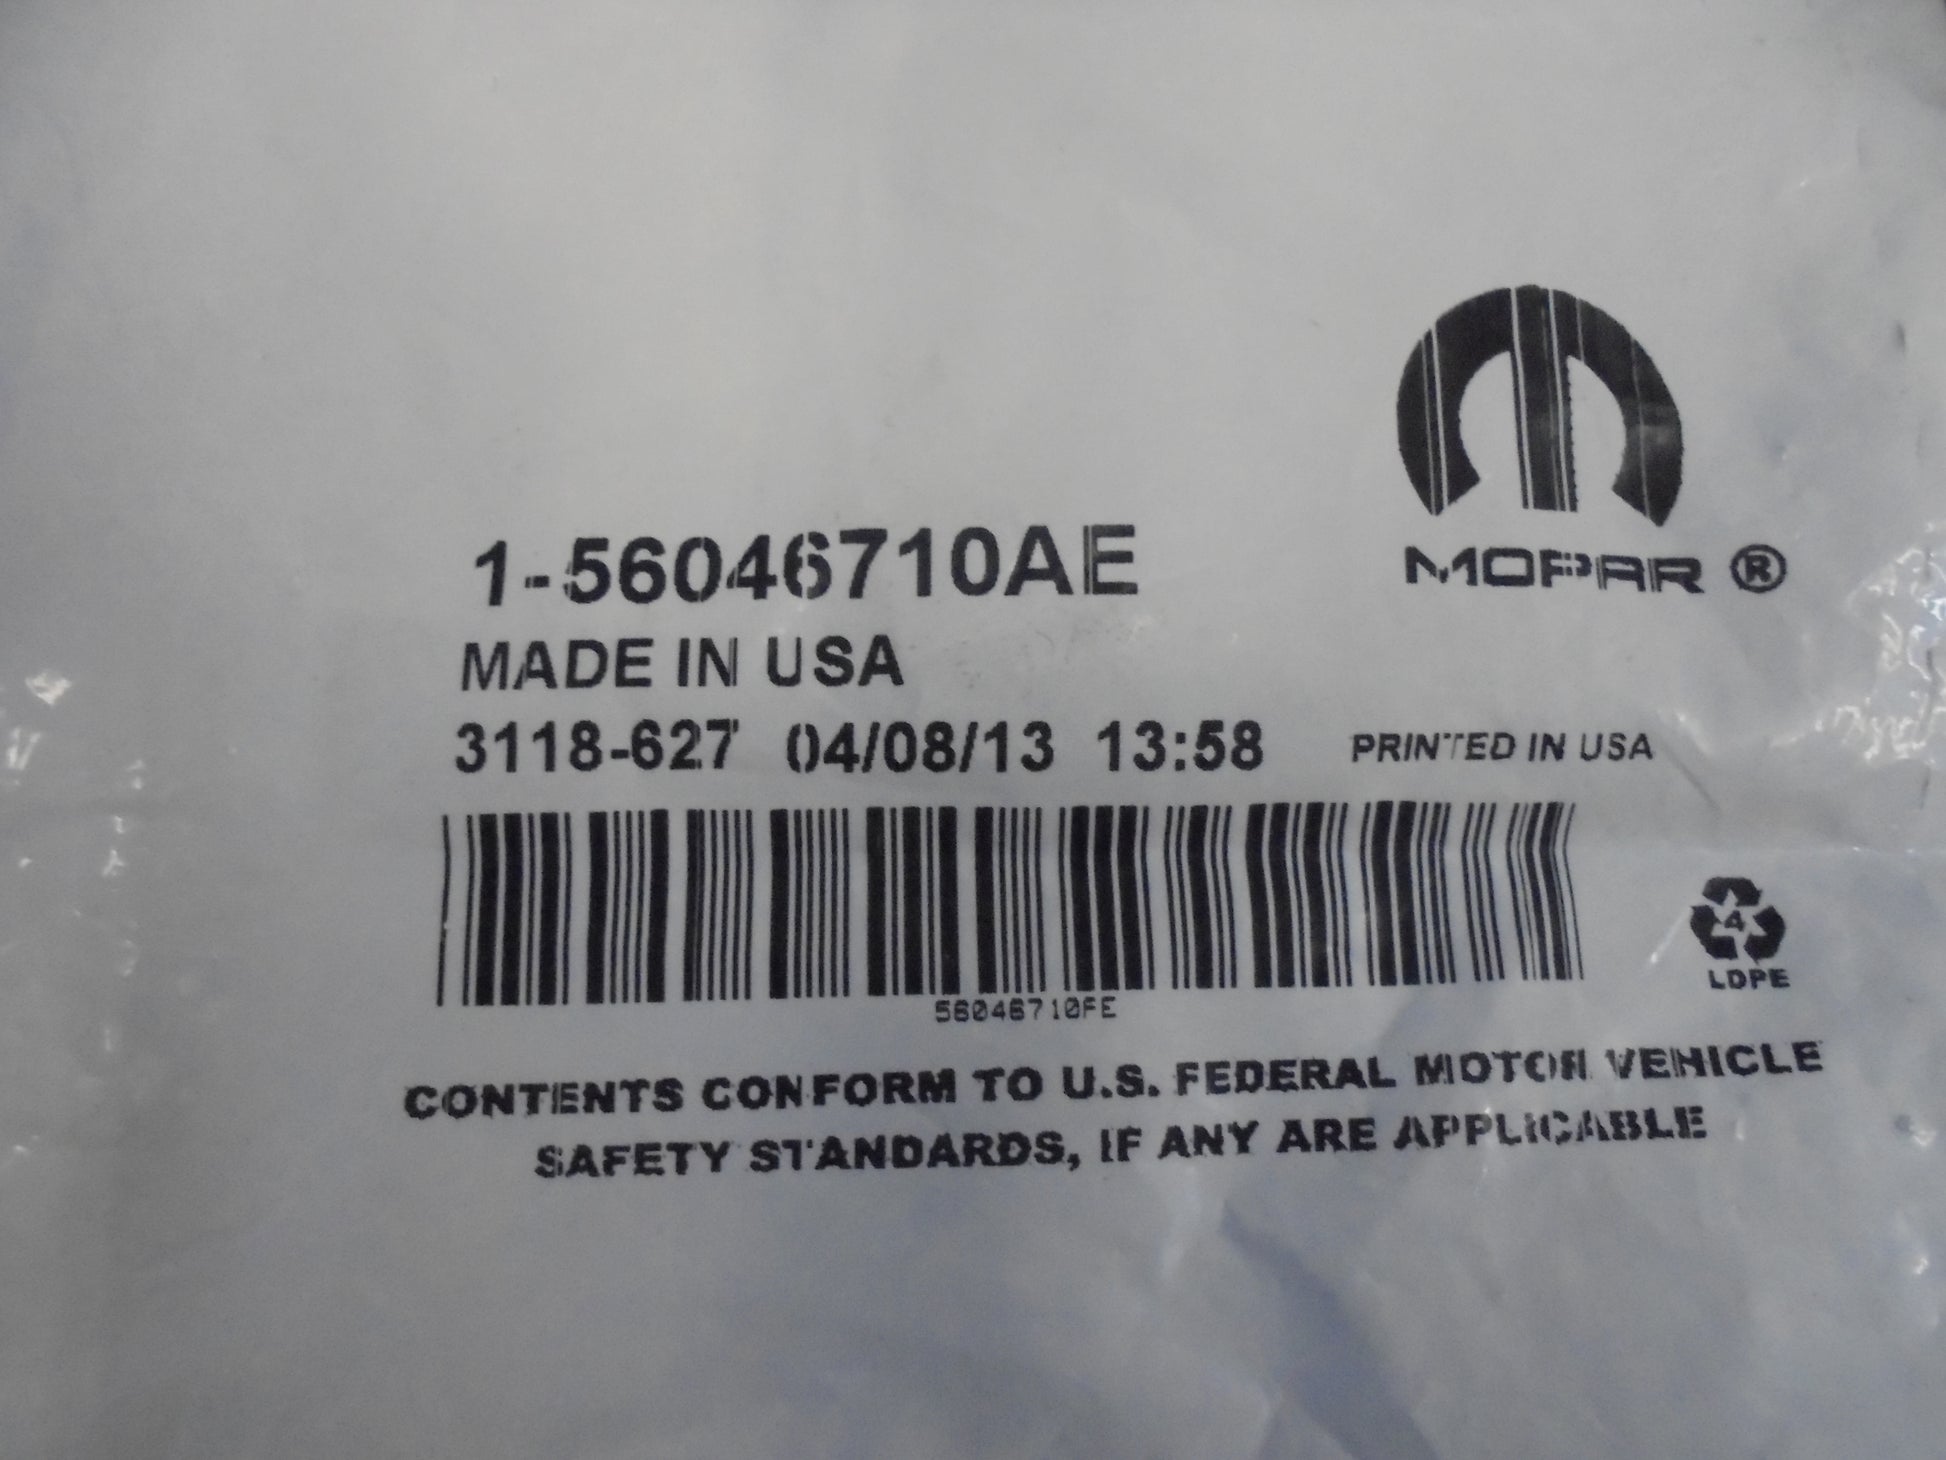 MOPAR ®
1-56046710AE
MADE IN USA
3118-627 04/08/13 13:58 PRINTED IN USA
4
LDPE
56046710FE
CONTENTS CONFORM TO U.S. FEDERAL MOTOR VEHICLE
SAFETY STANDARDS, IF ANY ARE APPLICABLE